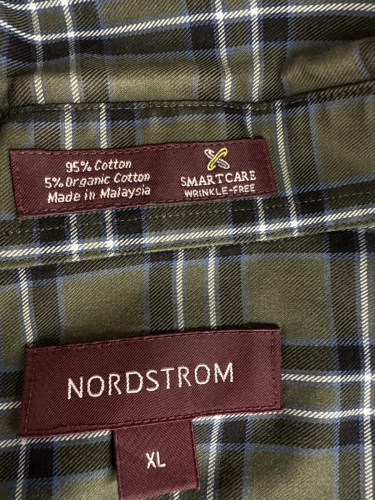 95% Cotton
5% Organic Cotton
Made in Malaysia
SMARTCARE
WRINKLE-FREE
NORDSTROM
XL